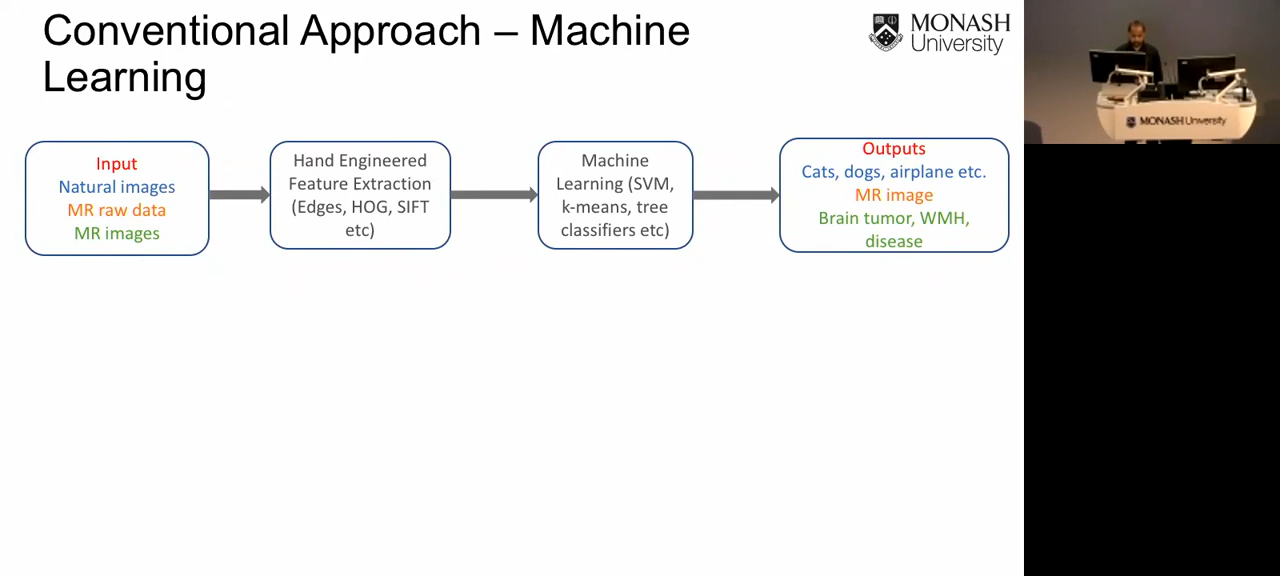 Conventional Approach – Machine
Learning
MONASH
University
Input
Natural images
MR raw data
MR images
Hand Engineered
Feature Extraction
(Edges, HOG, SIFT
etc)
Machine
Learning (SVM,
k-means, tree
classifiers etc)
Outputs
Cats, dogs, airplane etc.
MR image
Brain tumor, WMH,
disease
MONASH University